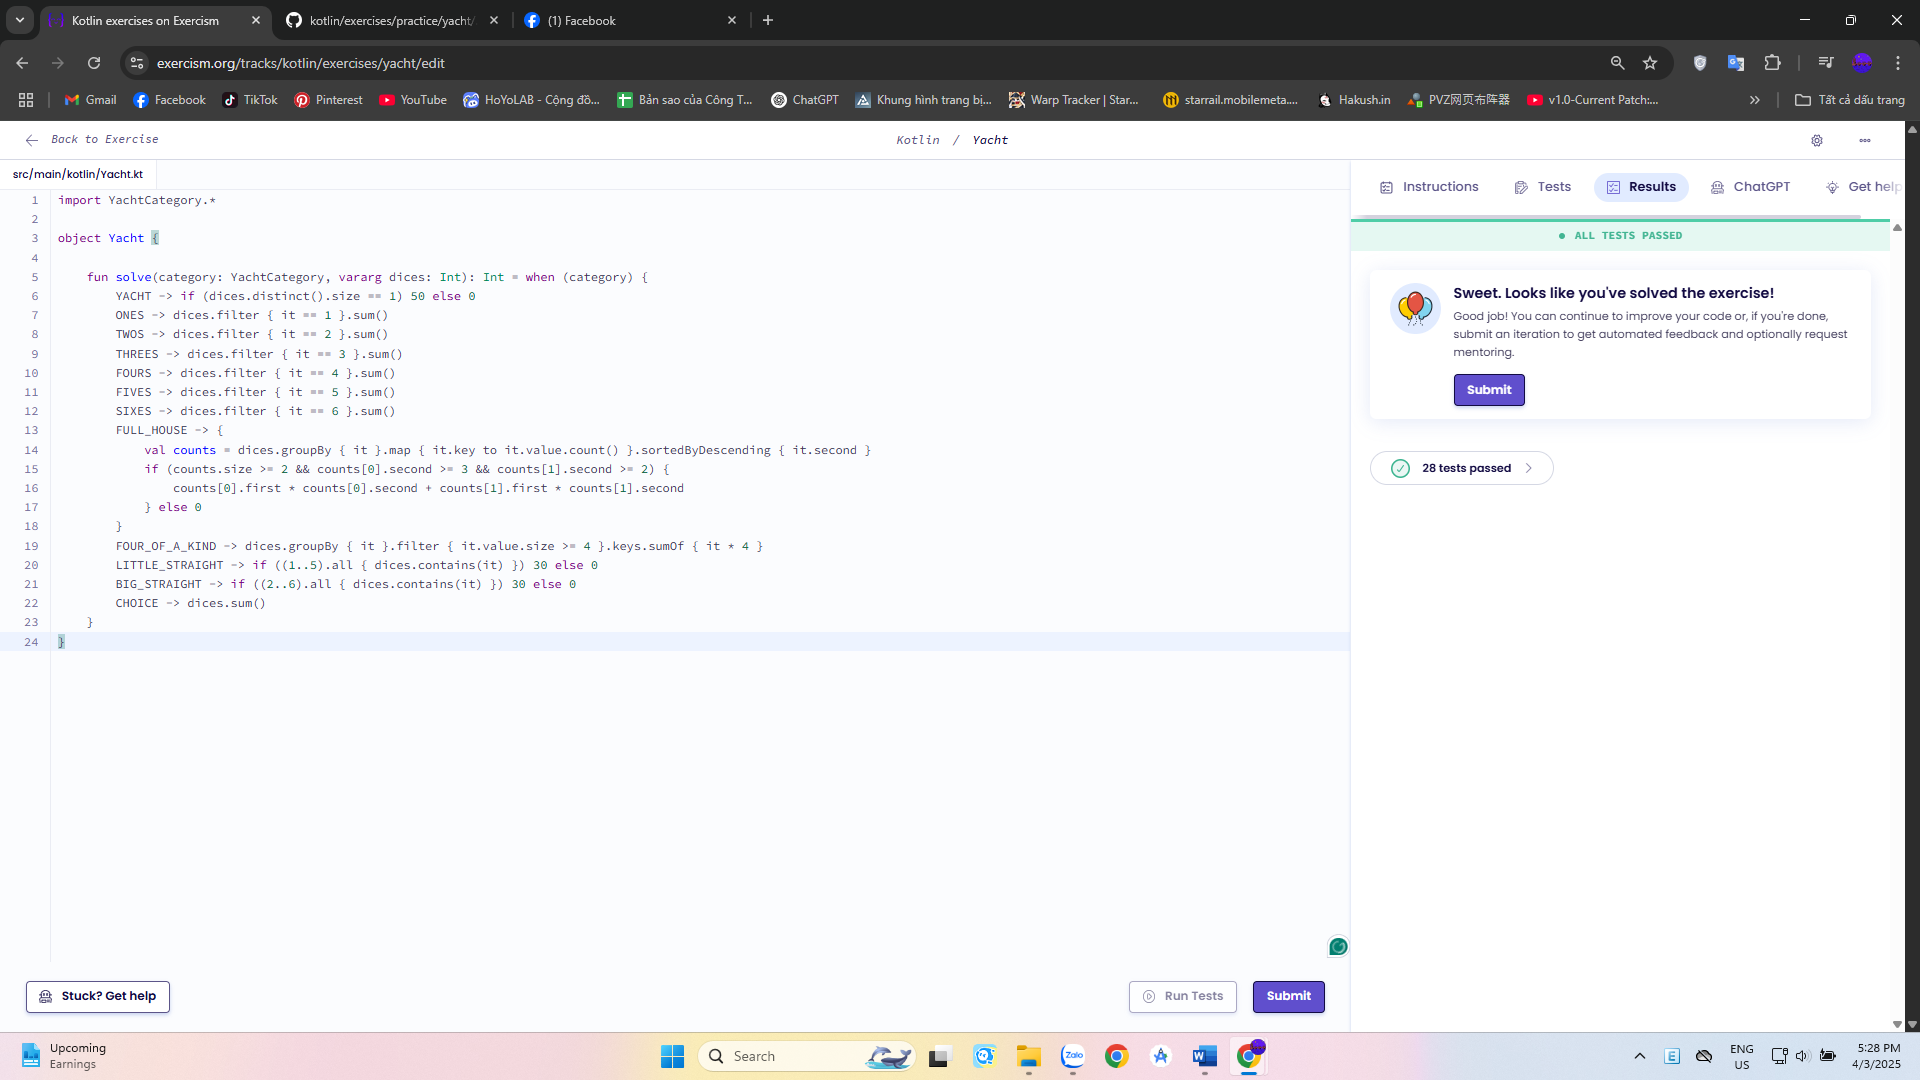 Kotlin exercises on Exercism
kotlin/exercises/practice/yacht/
(1) Facebook
exercism.org/tracks/kotlin/exercises/yacht/edit
Gmail
Facebook
TikTok
Pinterest
YouTube
HoYoLAB - Cộng đồ...
Bản sao của Công T...
ChatGPT
Khung hình trang bị...
Warp Tracker | Star...
starrail.mobilemeta....
Hakush.in
PVZ网页布阵器
v1.0-Current Patch:...
Tất cả dấu trang
Back to Exercise
Kotlin / Yacht
src/main/kotlin/Yacht.kt
1 import YachtCategory.*
2
3 object Yacht {
4
5 fun solve(category: YachtCategory, vararg dices: Int): Int = when (category) {
6 YACHT -> if (dices.distinct().size == 1) 50 else 0
7 ONES -> dices.filter { it == 1 }.sum()
8 TWOS -> dices.filter { it == 2 }.sum()
9 THREES -> dices.filter { it == 3 }.sum()
10 FOURS -> dices.filter { it == 4 }.sum()
11 FIVES -> dices.filter { it == 5 }.sum()
12 SIXES -> dices.filter { it == 6 }.sum()
13 FULL_HOUSE -> {
14 val counts = dices.groupBy { it }.map { it.key to it.value.count() }.sortedByDescending { it.second }
15 if (counts.size >= 2 && counts[0].second >= 3 && counts[1].second >= 2) {
16 counts[0].first * counts[0].second + counts[1].first * counts[1].second
17 } else 0
18 }
19 FOUR_OF_A_KIND -> dices.groupBy { it }.filter { it.value.size >= 4 }.keys.sumOf { it * 4 }
20 LITTLE_STRAIGHT -> if ((1..5).all { dices.contains(it) }) 30 else 0
21 BIG_STRAIGHT -> if ((2..6).all { dices.contains(it) }) 30 else 0
22 CHOICE -> dices.sum()
23 }
24 }
Instructions
Tests
Results
ChatGPT
Get help
ALL TESTS PASSED
Sweet. Looks like you've solved the exercise!
Good job! You can continue to improve your code or, if you're done,
submit an iteration to get automated feedback and optionally request
mentoring.
Submit
28 tests passed
Stuck? Get help
Run Tests
Submit
Upcoming
Earnings
Search
Zalo
ENG
US
5:28 PM
4/3/2025